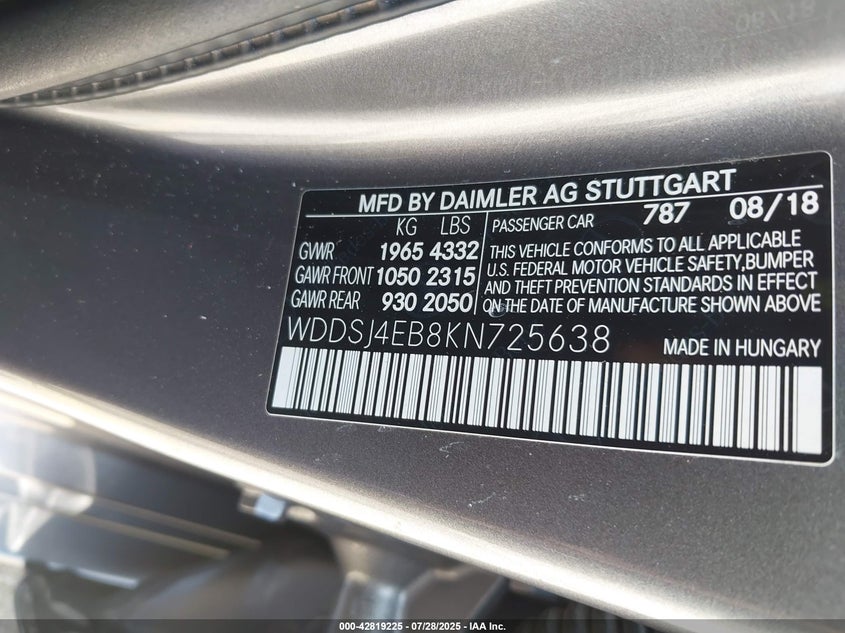 MFD BY DAIMLER AG STUTTGART
KG LBS
GVWR 1965 4332
GAWR FRONT 1050 2315
GAWR REAR 930 2050
PASSENGER CAR 787 08/18
THIS VEHICLE CONFORMS TO ALL APPLICABLE
U.S. FEDERAL MOTOR VEHICLE SAFETY,BUMPER
AND THEFT PREVENTION STANDARDS IN EFFECT
ON THE DATE OF MANUFACTURE SHOWN ABOVE
WDDSJ4EB8KN725638
MADE IN HUNGARY
000-42819225 - 07/28/2025 - IAA Inc.